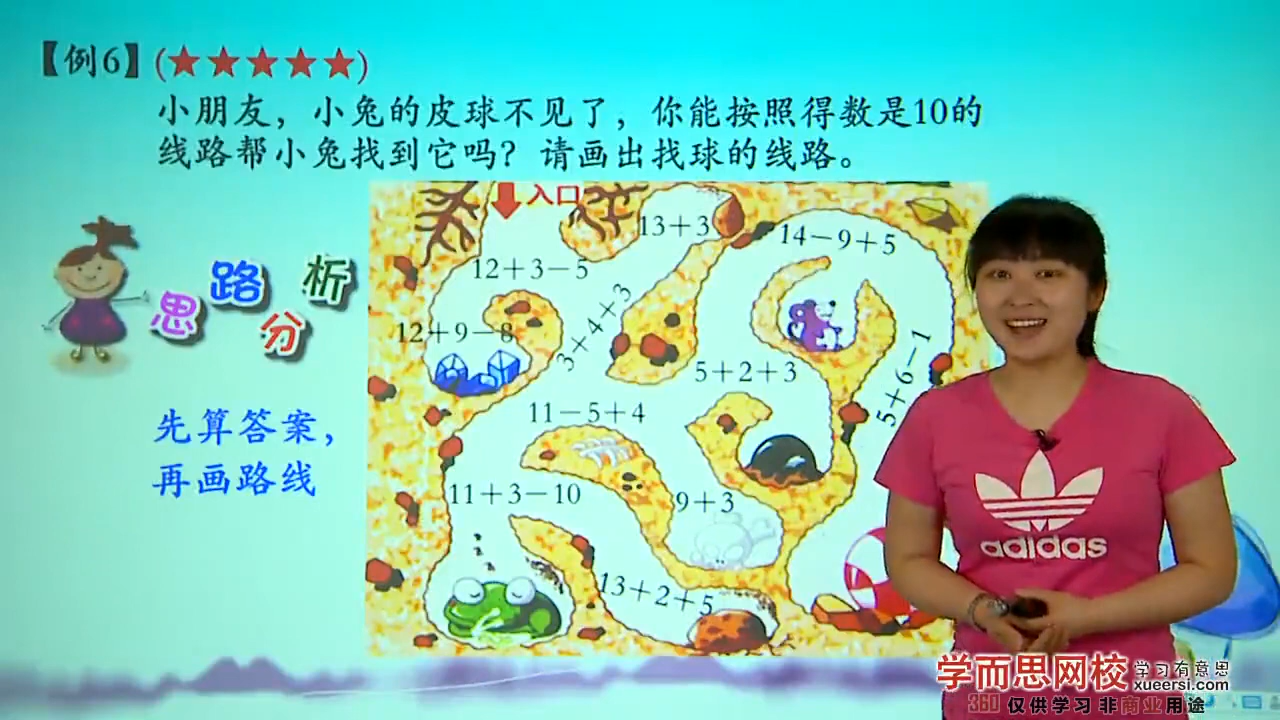 【例6】(★★★★★)
小朋友，小兔的皮球不见了，你能按照得数是10的
线路帮小兔找到它吗？请画出找球的线路。
思路分析
先算答案，
再画路线
入口
13+3
14-9+5
12+3-5
12+9-8
3+4+3
5+2+3
5+6-1
11-5+4
11+3-10
9+3
13+2+5
adidas
学而思网校 学习有意思
xueersi.com
360 仅供学习 非商业用途